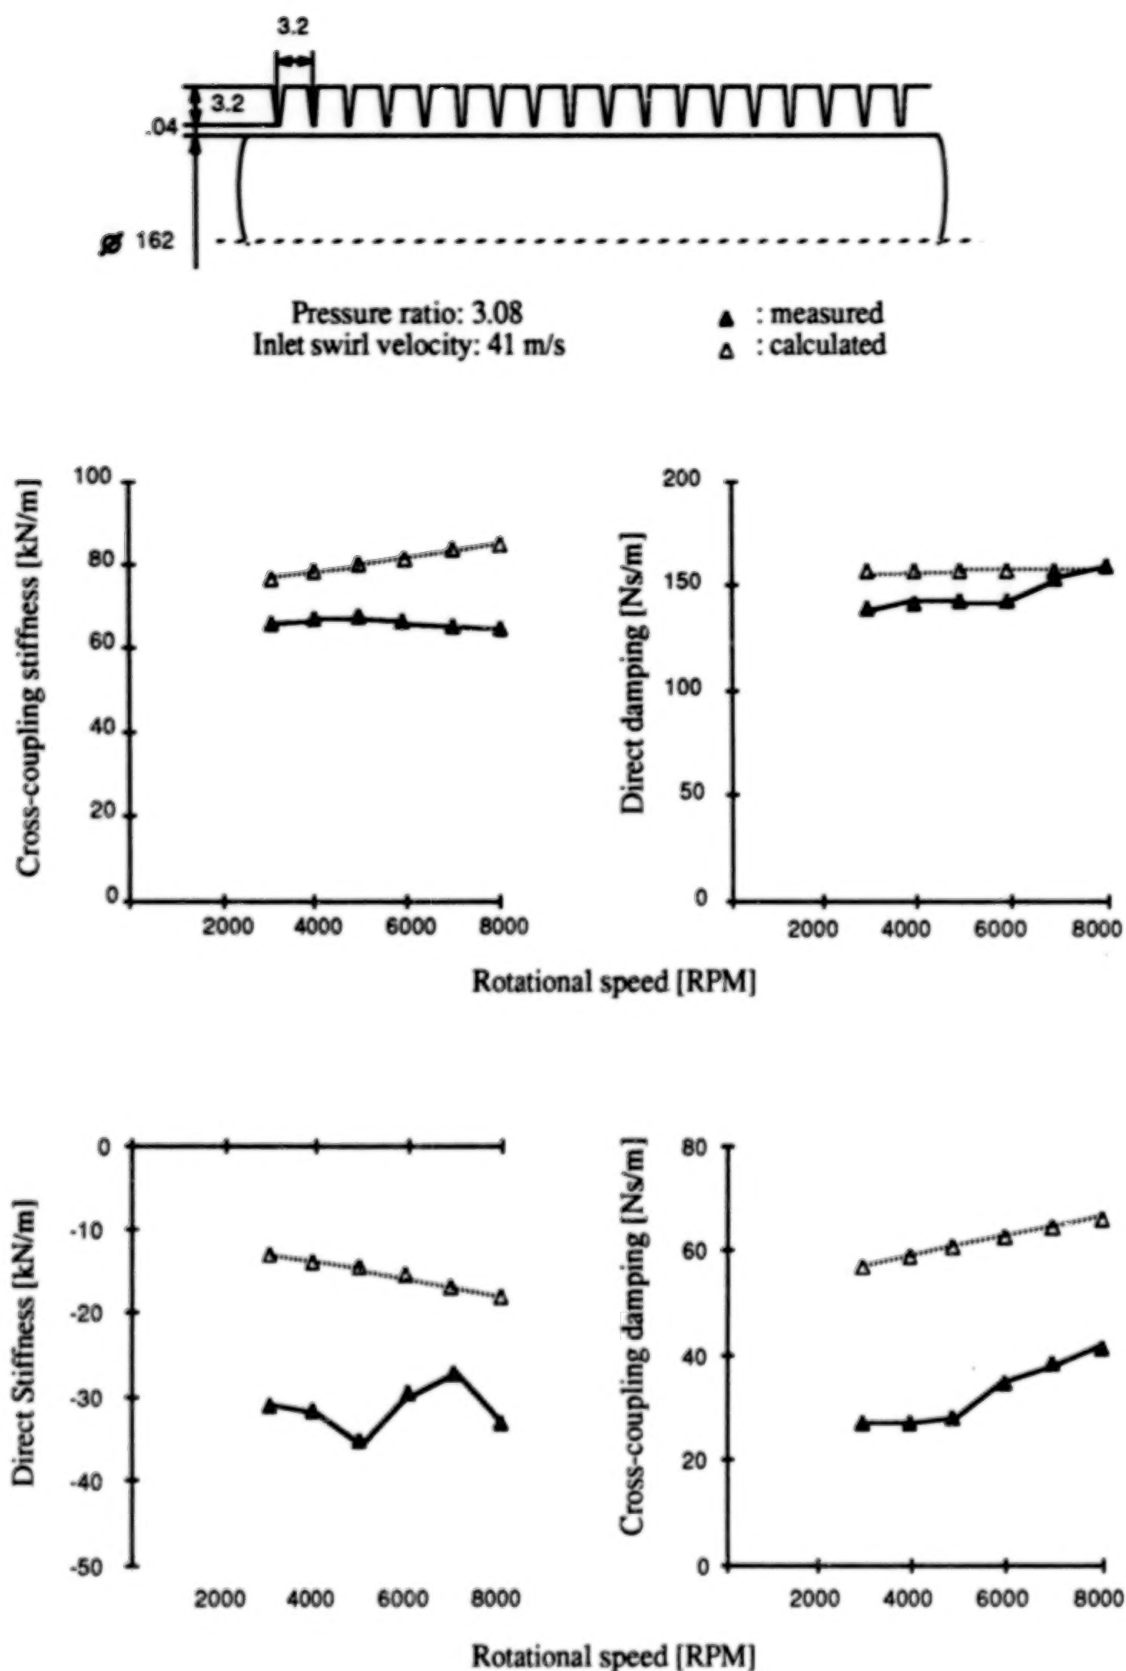 3.2
3.2
.04
ø 162
Pressure ratio: 3.08
Inlet swirl velocity: 41 m/s
▲ : measured
△ : calculated
Cross-coupling stiffness [kN/m]
100
80
60
40
20
0
2000 4000 6000 8000
Direct damping [Ns/m]
200
150
100
50
0
2000 4000 6000 8000
Rotational speed [RPM]
Direct Stiffness [kN/m]
0
-10
-20
-30
-40
-50
2000 4000 6000 8000
Cross-coupling damping [Ns/m]
80
60
40
20
0
2000 4000 6000 8000
Rotational speed [RPM]